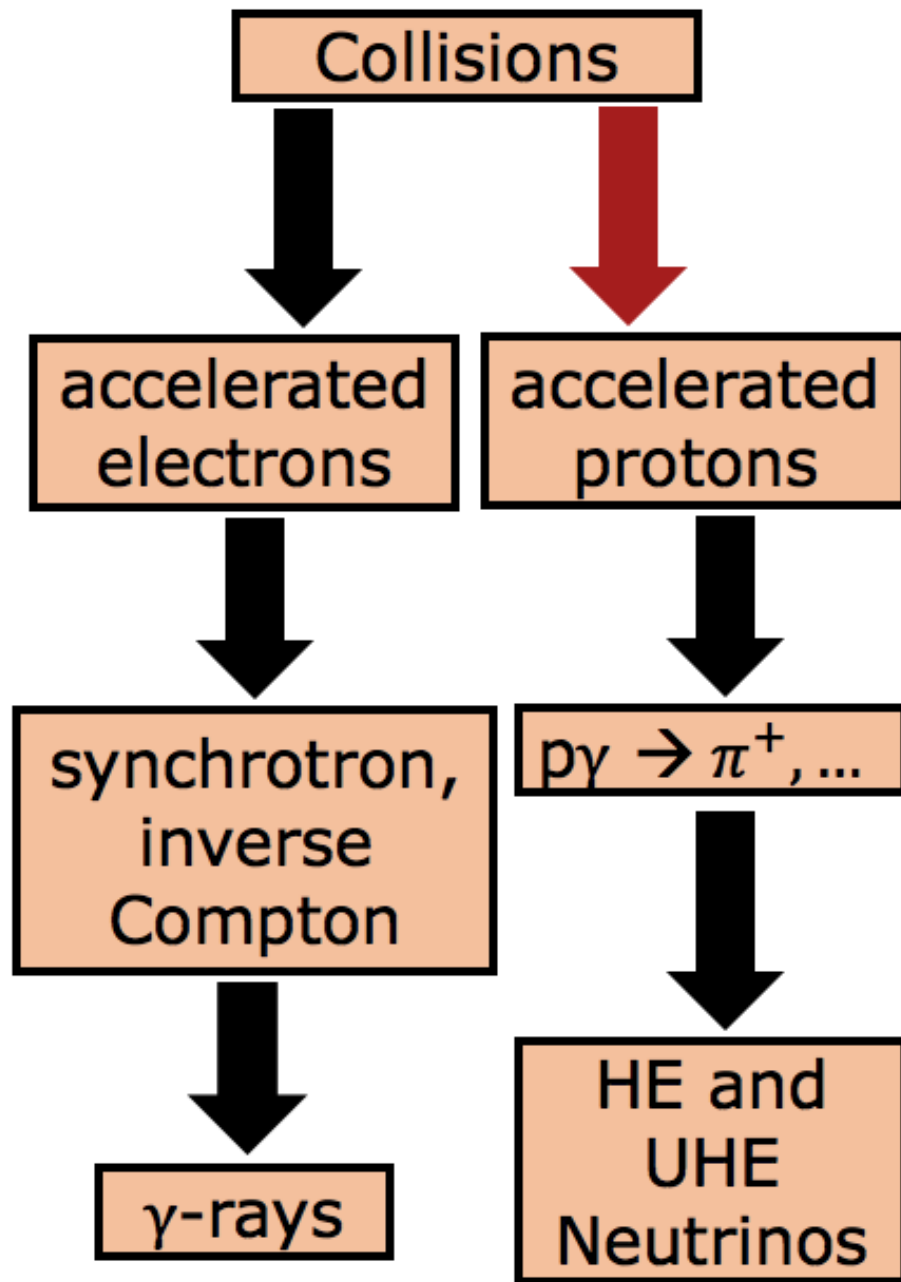 Collisions
accelerated
electrons
accelerated
protons
synchrotron,
inverse
Compton
pγ → π⁺, ...
γ-rays
HE and
UHE
Neutrinos